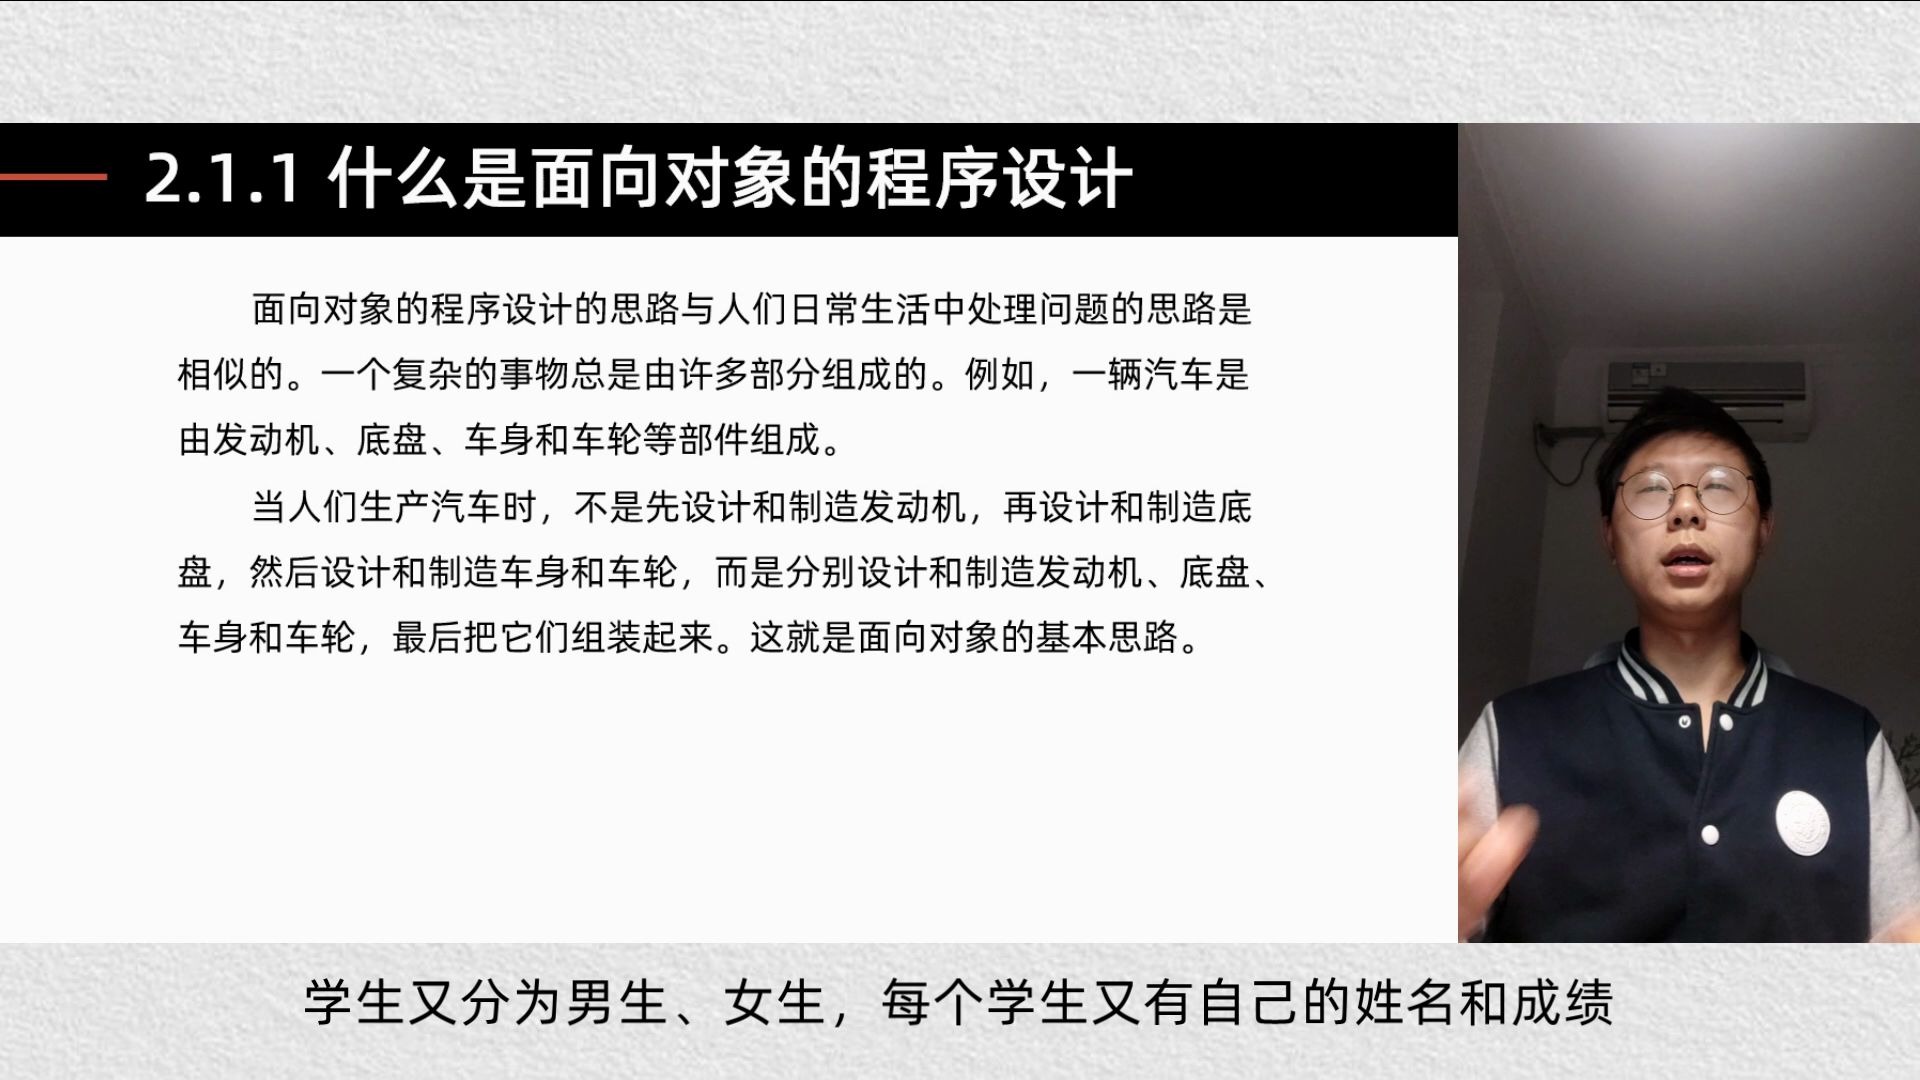 2.1.1 什么是面向对象的程序设计
面向对象的程序设计的思路与人们日常生活中处理问题的思路是
相似的。一个复杂的事物总是由许多部分组成的。例如，一辆汽车是
由发动机、底盘、车身和车轮等部件组成。
当人们生产汽车时，不是先设计和制造发动机，再设计和制造底
盘，然后设计和制造车身和车轮，而是分别设计和制造发动机、底盘、
车身和车轮，最后把它们组装起来。这就是面向对象的基本思路。
学生又分为男生、女生，每个学生又有自己的姓名和成绩